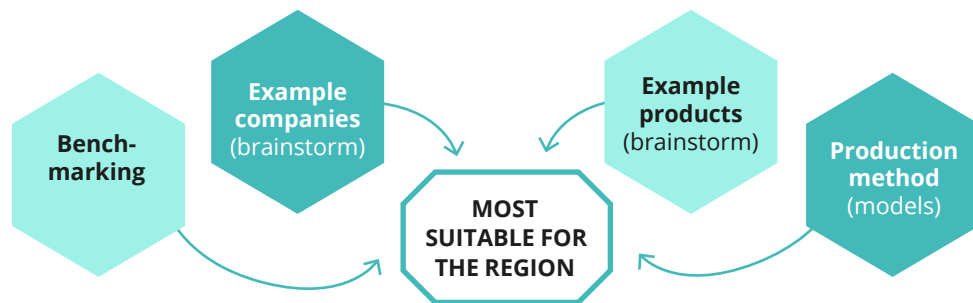 Bench-
marking
Example
companies
(brainstorm)
MOST
SUITABLE FOR
THE REGION
Example
products
(brainstorm)
Production
method
(models)